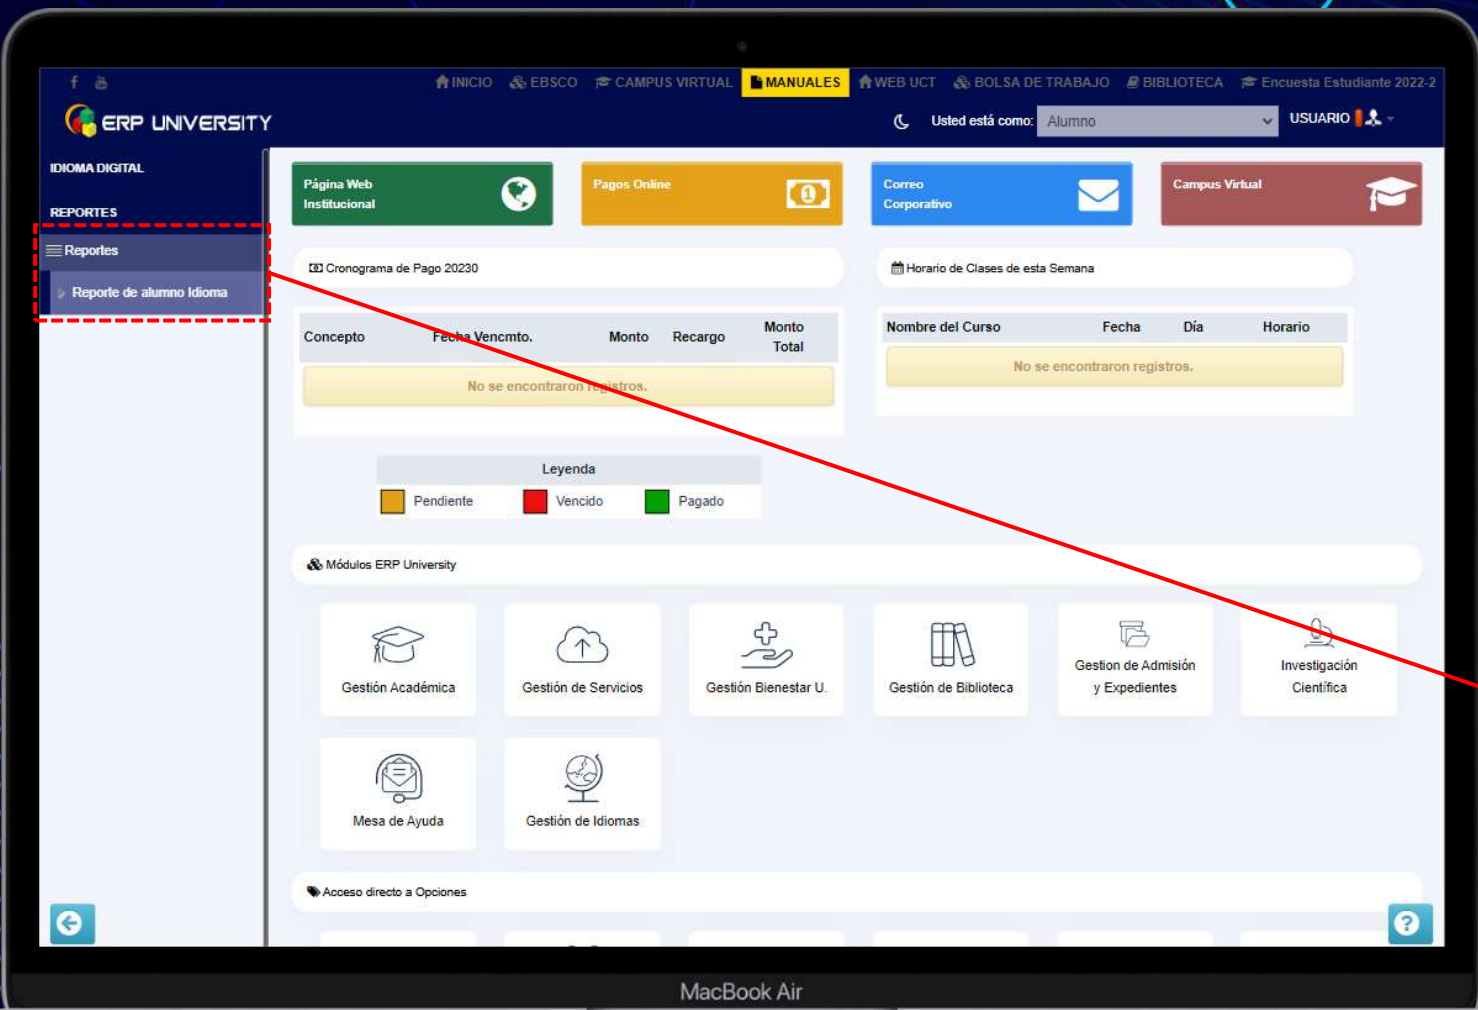 INICIO EBSCO CAMPUS VIRTUAL MANUALES WEB UCT BOLSA DE TRABAJO BIBLIOTECA Encuesta Estudiante 2022-2
ERP UNIVERSITY
Usted está como: Alumno USUARIO
IDIOMA DIGITAL
REPORTES
Reportes
Reporte de alumno Idioma
Página Web
Institucional
Pagos Online
Correo
Corporativo
Campus Virtual
Cronograma de Pago 20230
Concepto Fecha Vencmto. Monto Recargo Monto
Total
No se encontraron registros.
Leyenda
Pendiente Vencido Pagado
Horario de Clases de esta Semana
Nombre del Curso Fecha Día Horario
No se encontraron registros.
Módulos ERP University
Gestión Académica
Gestión de Servicios
Gestión Bienestar U.
Gestión de Biblioteca
Gestion de Admisión
y Expedientes
Investigación
Científica
Mesa de Ayuda
Gestión de Idiomas
Acceso directo a Opciones
MacBook Air